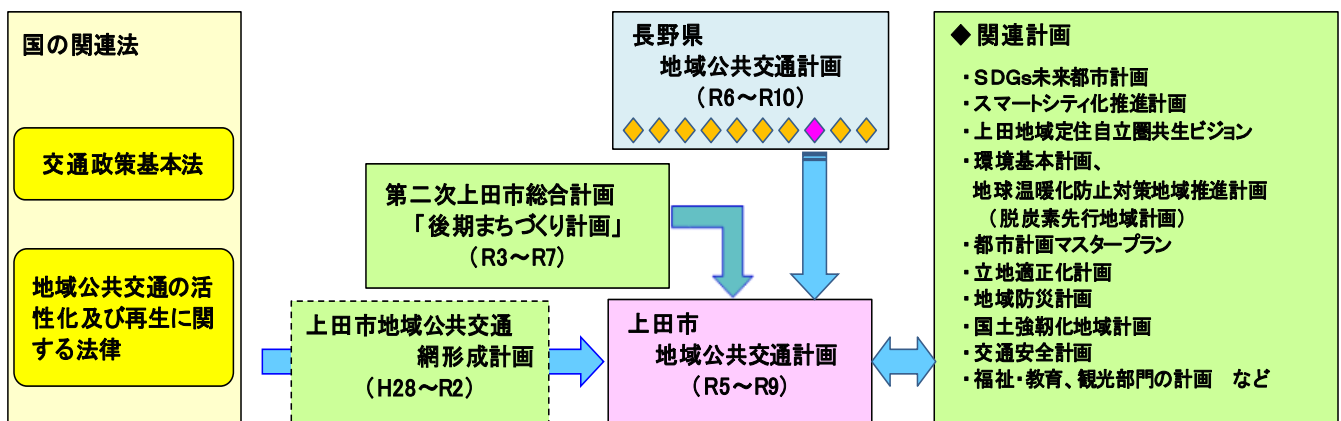 国の関連法
交通政策基本法
地域公共交通の活
性化及び再生に関
する法律
長野県
地域公共交通計画
（R6～R10）
第二次上田市総合計画
「後期まちづくり計画」
（R3～R7）
上田市地域公共交通
網形成計画
（H28～R2）
上田市
地域公共交通計画
（R5～R9）
◆関連計画
・SDGs未来都市計画
・スマートシティ化推進計画
・上田地域定住自立圏共生ビジョン
・環境基本計画、
地球温暖化防止対策地域推進計画
（脱炭素先行地域計画）
・都市計画マスタープラン
・立地適正化計画
・地域防災計画
・国土強靭化地域計画
・交通安全計画
・福祉・教育、観光部門の計画　など